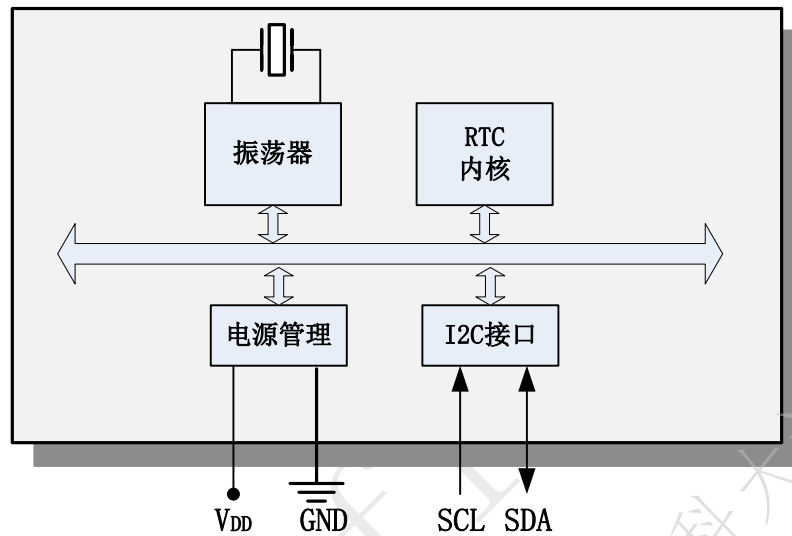 振荡器
RTC
内核
电源管理
I2C接口
VDD GND SCL SDA